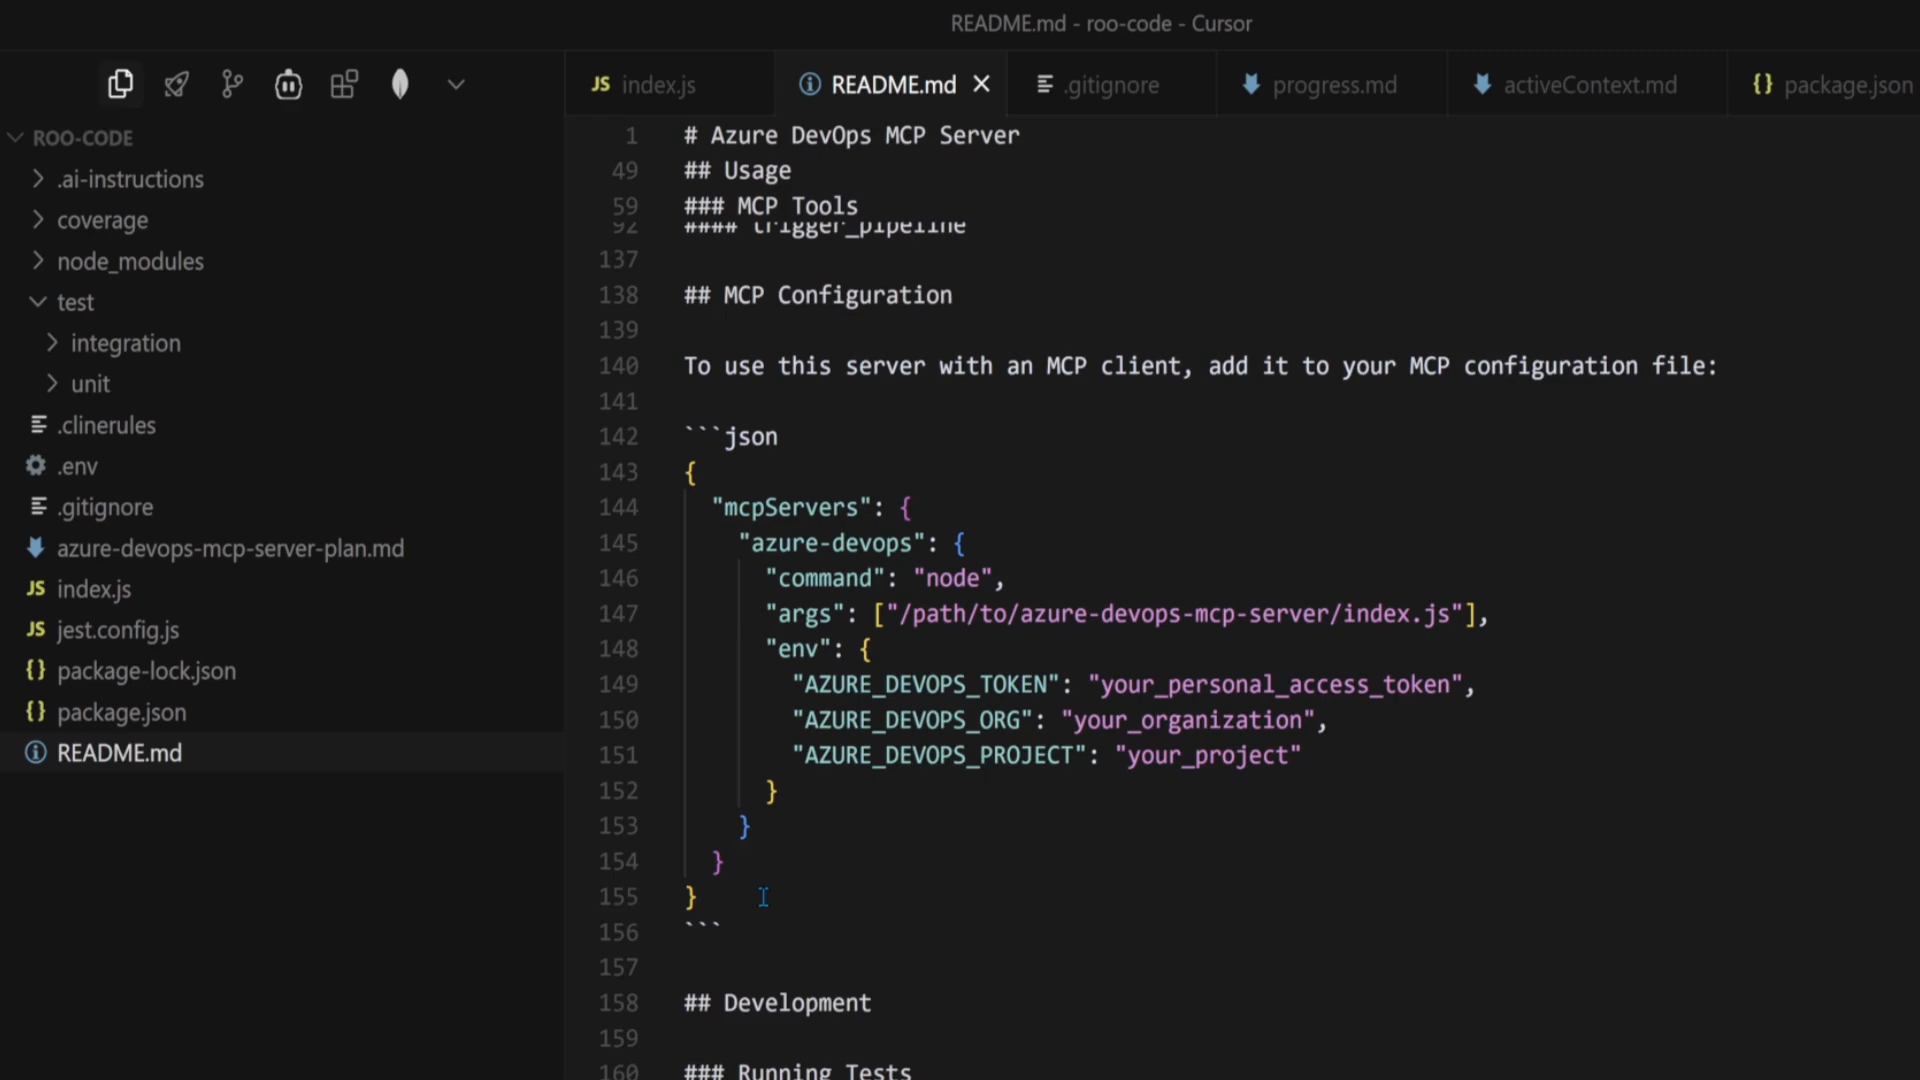 README.md - roo-code - Cursor
index.js
README.md
.gitignore
progress.md
activeContext.md
package.json
ROO-CODE
.ai-instructions
coverage
node_modules
test
integration
unit
.clinerules
.env
.gitignore
azure-devops-mcp-server-plan.md
JS index.js
JS jest.config.js
{} package-lock.json
{} package.json
README.md
1 # Azure DevOps MCP Server
49 ## Usage
59 ### MCP Tools
92 #### trigger_pipeline
137
138 ## MCP Configuration
139
140 To use this server with an MCP client, add it to your MCP configuration file:
141
142 ```json
143 {
144 "mcpServers": {
145 "azure-devops": {
146 "command": "node",
147 "args": ["/path/to/azure-devops-mcp-server/index.js"],
148 "env": {
149 "AZURE_DEVOPS_TOKEN": "your_personal_access_token",
150 "AZURE_DEVOPS_ORG": "your_organization",
151 "AZURE_DEVOPS_PROJECT": "your_project"
152 }
153 }
154 }
155 }
156 ```
157
158 ## Development
159
160 ### Running Tests